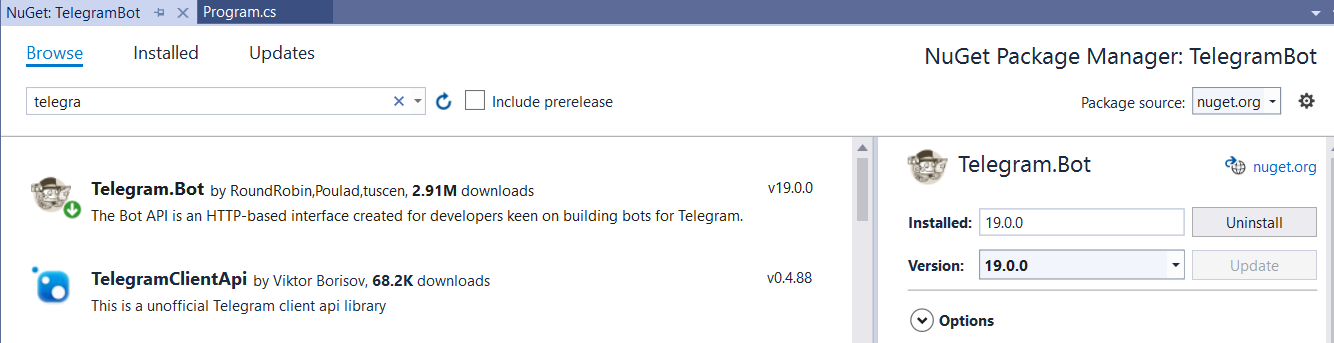 NuGet: TelegramBot Program.cs
Browse Installed Updates
NuGet Package Manager: TelegramBot
telegra
Include prerelease
Package source: nuget.org
Telegram.Bot by RoundRobin,Poulad,tuscen, 2.91M downloads v19.0.0
The Bot API is an HTTP-based interface created for developers keen on building bots for Telegram.
TelegramClientApi by Viktor Borisov, 68.2K downloads v0.4.88
This is a unofficial Telegram client api library
Telegram.Bot nuget.org
Installed: 19.0.0 Uninstall
Version: 19.0.0 Update
Options